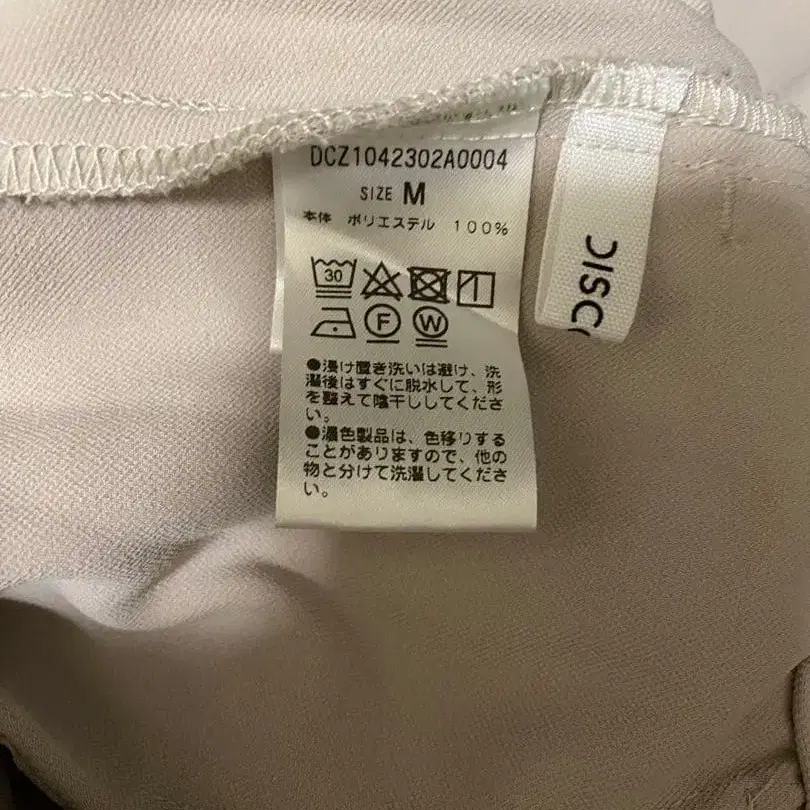 DCZ1042302A0004
SIZE M
本体 ポリエステル 100%
30
F W
●浸け置き洗いは避け、洗
濯後はすぐに脱水して、形
を整えて陰干ししてくださ
い。
●濃色製品は、色移りする
ことがありますので、他の
物と分けて洗濯してくださ
い。